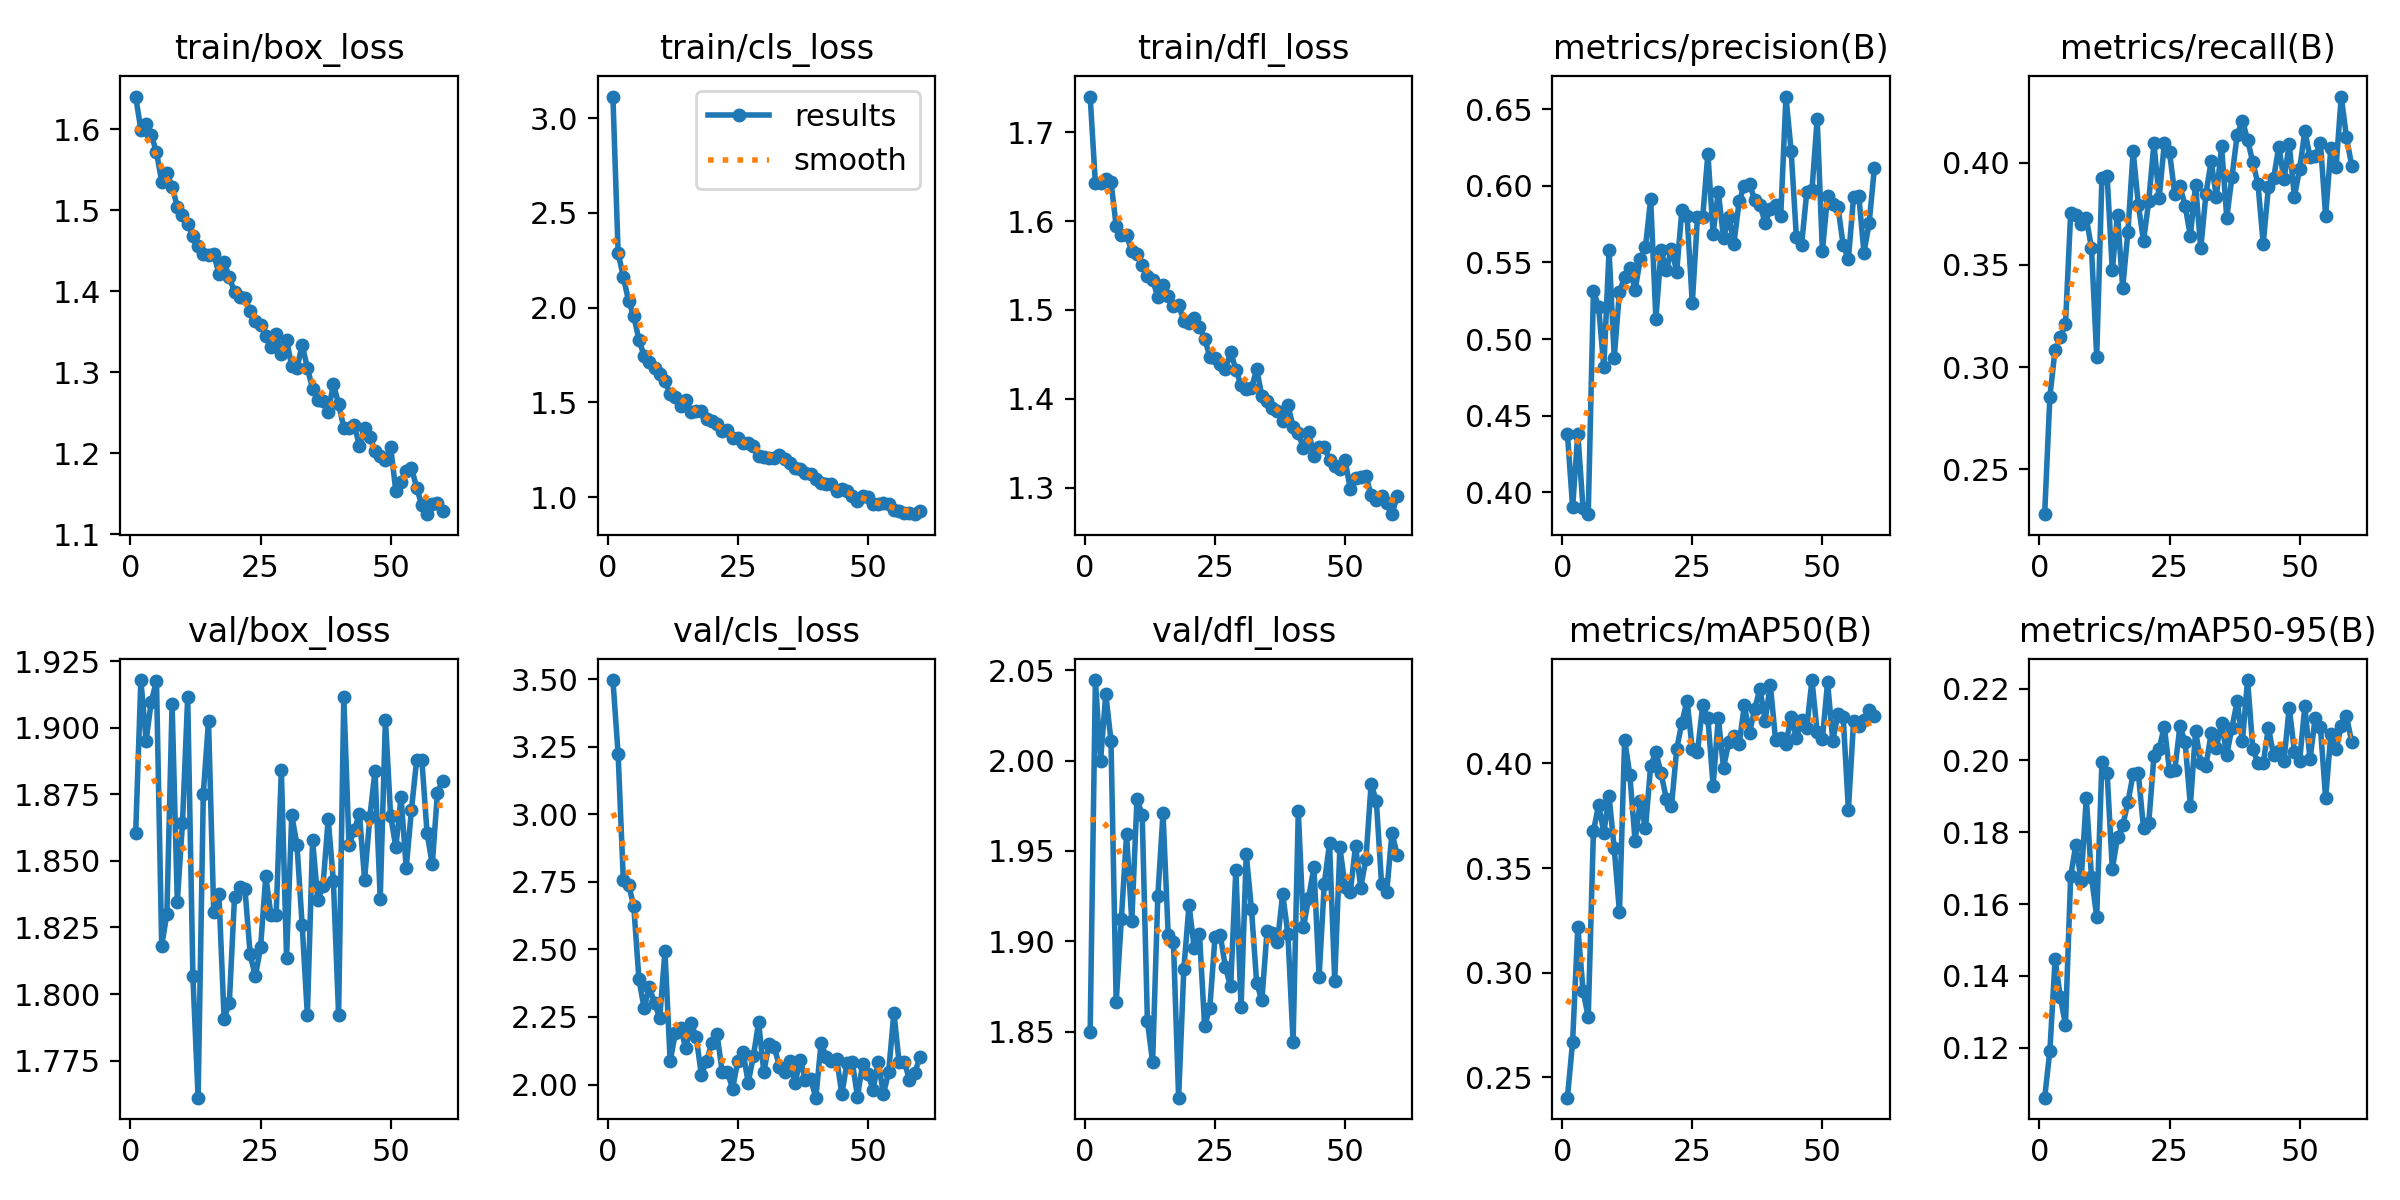 train/box_loss
1.6
1.5
1.4
1.3
1.2
1.1
0 25 50
train/cls_loss
results
smooth
3.0
2.5
2.0
1.5
1.0
0 25 50
train/dfl_loss
1.7
1.6
1.5
1.4
1.3
0 25 50
metrics/precision(B)
0.65
0.60
0.55
0.50
0.45
0.40
0 25 50
metrics/recall(B)
0.40
0.35
0.30
0.25
0 25 50
val/box_loss
1.925
1.900
1.875
1.850
1.825
1.800
1.775
0 25 50
val/cls_loss
3.50
3.25
3.00
2.75
2.50
2.25
2.00
0 25 50
val/dfl_loss
2.05
2.00
1.95
1.90
1.85
0 25 50
metrics/mAP50(B)
0.40
0.35
0.30
0.25
0 25 50
metrics/mAP50-95(B)
0.22
0.20
0.18
0.16
0.14
0.12
0 25 50